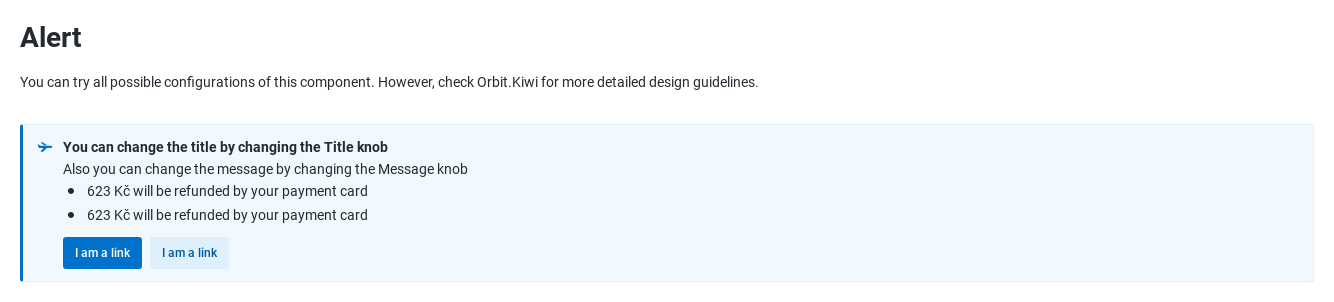 Alert
You can try all possible configurations of this component. However, check Orbit.Kiwi for more detailed design guidelines.
You can change the title by changing the Title knob
Also you can change the message by changing the Message knob
623 Kč will be refunded by your payment card
623 Kč will be refunded by your payment card
I am a link I am a link